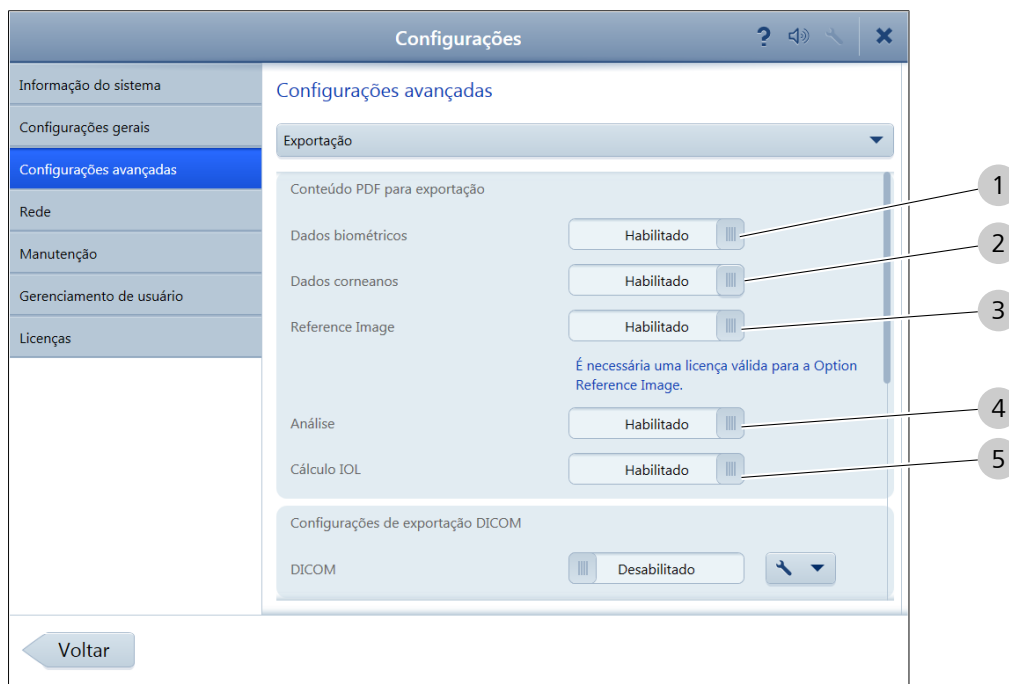 Configurações
?
Informação do sistema
Configurações gerais
Configurações avançadas
Rede
Manutenção
Gerenciamento de usuário
Licenças
Configurações avançadas
Exportação
Conteúdo PDF para exportação
Dados biométricos Habilitado 1
Dados corneanos Habilitado 2
Reference Image Habilitado 3
É necessária uma licença válida para a Option
Reference Image.
Análise Habilitado 4
Cálculo IOL Habilitado 5
Configurações de exportação DICOM
DICOM Desabilitado
Voltar